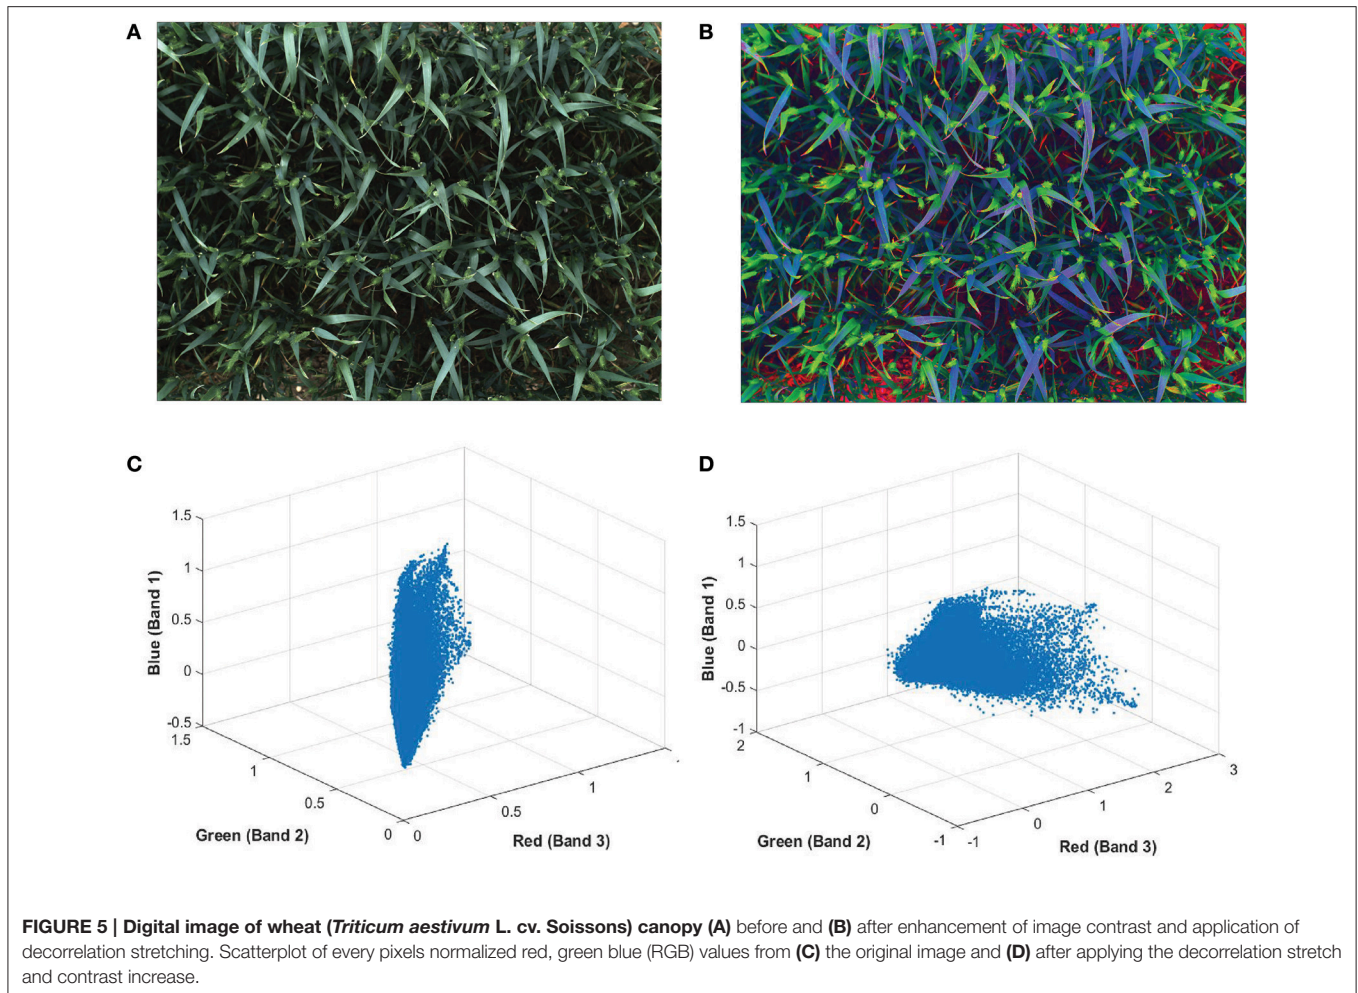 A
B
C
1.5
1
0.5
0
-0.5
1.5
1
0.5
0
0
0.5
1
Blue (Band 1)
Green (Band 2)
Red (Band 3)
D
1.5
1
0.5
0
-0.5
-1
2
1
0
-1
-1
0
1
2
3
Blue (Band 1)
Green (Band 2)
Red (Band 3)
FIGURE 5 | Digital image of wheat (Triticum aestivum L. cv. Soissons) canopy (A) before and (B) after enhancement of image contrast and application of
decorrelation stretching. Scatterplot of every pixels normalized red, green blue (RGB) values from (C) the original image and (D) after applying the decorrelation stretch
and contrast increase.